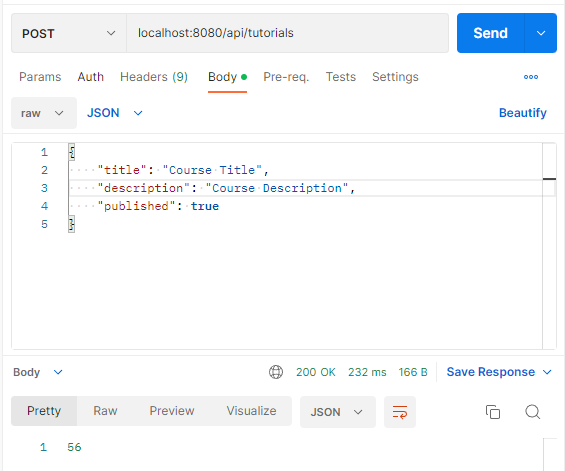 POST localhost:8080/api/tutorials Send
Params Auth Headers (9) Body Pre-req. Tests Settings
raw JSON Beautify
1 {
2 "title": "Course Title",
3 "description": "Course Description",
4 "published": true
5 }
Body 200 OK 232 ms 166 B Save Response
Pretty Raw Preview Visualize JSON
1 56